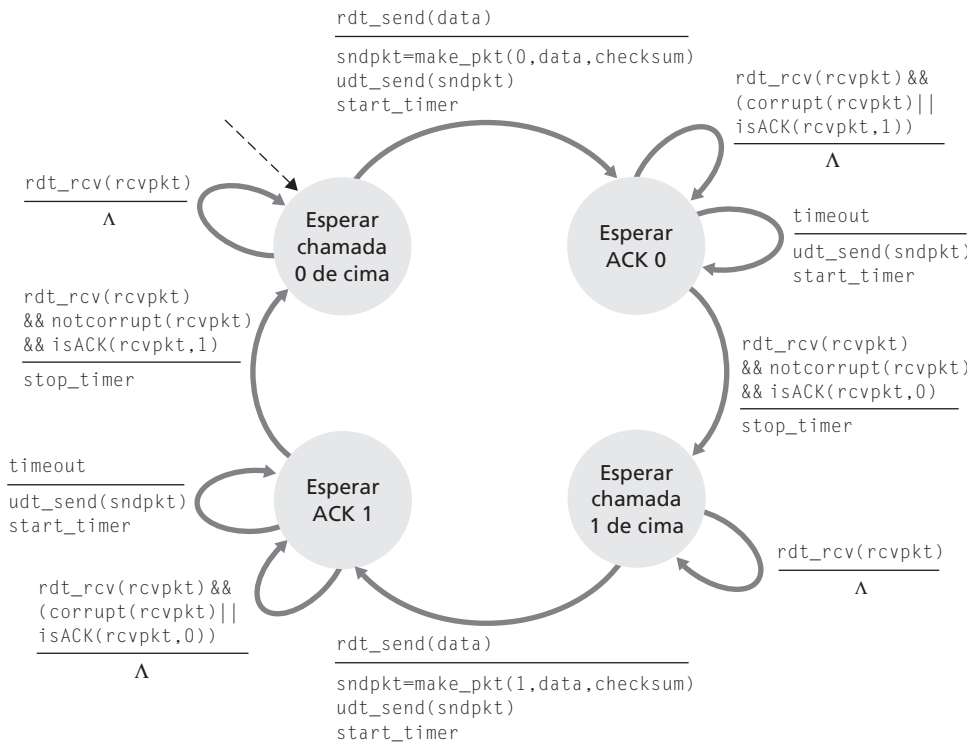 rdt_send(data)
sndpkt=make_pkt(0,data,checksum)
udt_send(sndpkt)
start_timer
rdt_rcv(rcvpkt)&&
(corrupt(rcvpkt)||
isACK(rcvpkt,1))
Λ
rdt_rcv(rcvpkt)
Λ
Esperar
chamada
0 de cima
Esperar
ACK 0
timeout
udt_send(sndpkt)
start_timer
rdt_rcv(rcvpkt)
&& notcorrupt(rcvpkt)
&& isACK(rcvpkt,1)
stop_timer
rdt_rcv(rcvpkt)
&& notcorrupt(rcvpkt)
&& isACK(rcvpkt,0)
stop_timer
timeout
udt_send(sndpkt)
start_timer
Esperar
ACK 1
Esperar
chamada
1 de cima
rdt_rcv(rcvpkt)
Λ
rdt_rcv(rcvpkt)&&
(corrupt(rcvpkt)||
isACK(rcvpkt,0))
Λ
rdt_send(data)
sndpkt=make_pkt(1,data,checksum)
udt_send(sndpkt)
start_timer